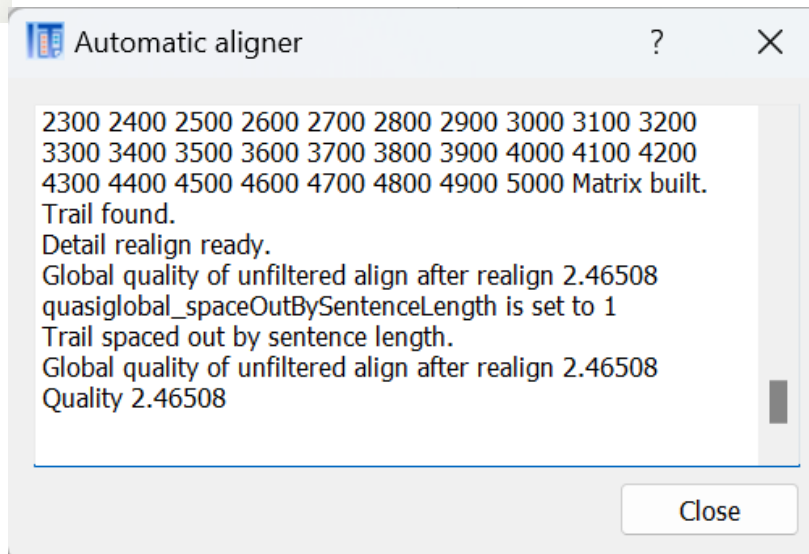 Automatic aligner
2300 2400 2500 2600 2700 2800 2900 3000 3100 3200
3300 3400 3500 3600 3700 3800 3900 4000 4100 4200
4300 4400 4500 4600 4700 4800 4900 5000 Matrix built.
Trail found.
Detail realign ready.
Global quality of unfiltered align after realign 2.46508
quasiglobal_spaceOutBySentenceLength is set to 1
Trail spaced out by sentence length.
Global quality of unfiltered align after realign 2.46508
Quality 2.46508
Close